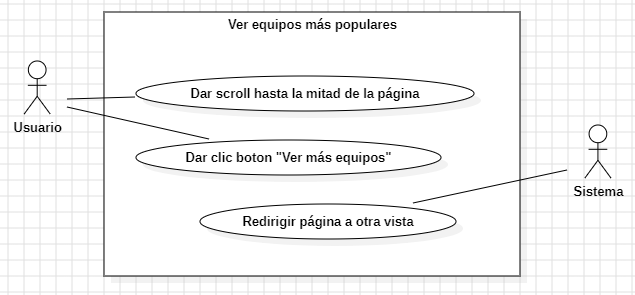 Ver equipos más populares
Dar scroll hasta la mitad de la página
Usuario
Dar clic boton "Ver más equipos"
Sistema
Redirigir página a otra vista